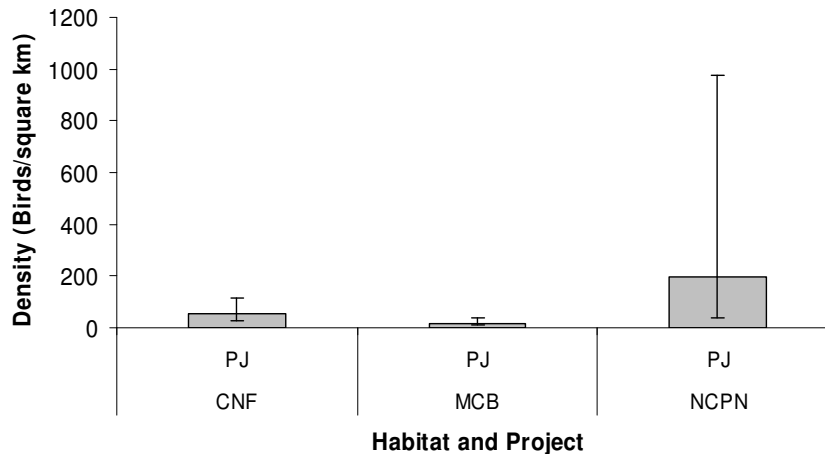 1200
1000
800
600
400
200
0
Density (Birds/square km)
PJ PJ PJ
CNF MCB NCPN
Habitat and Project